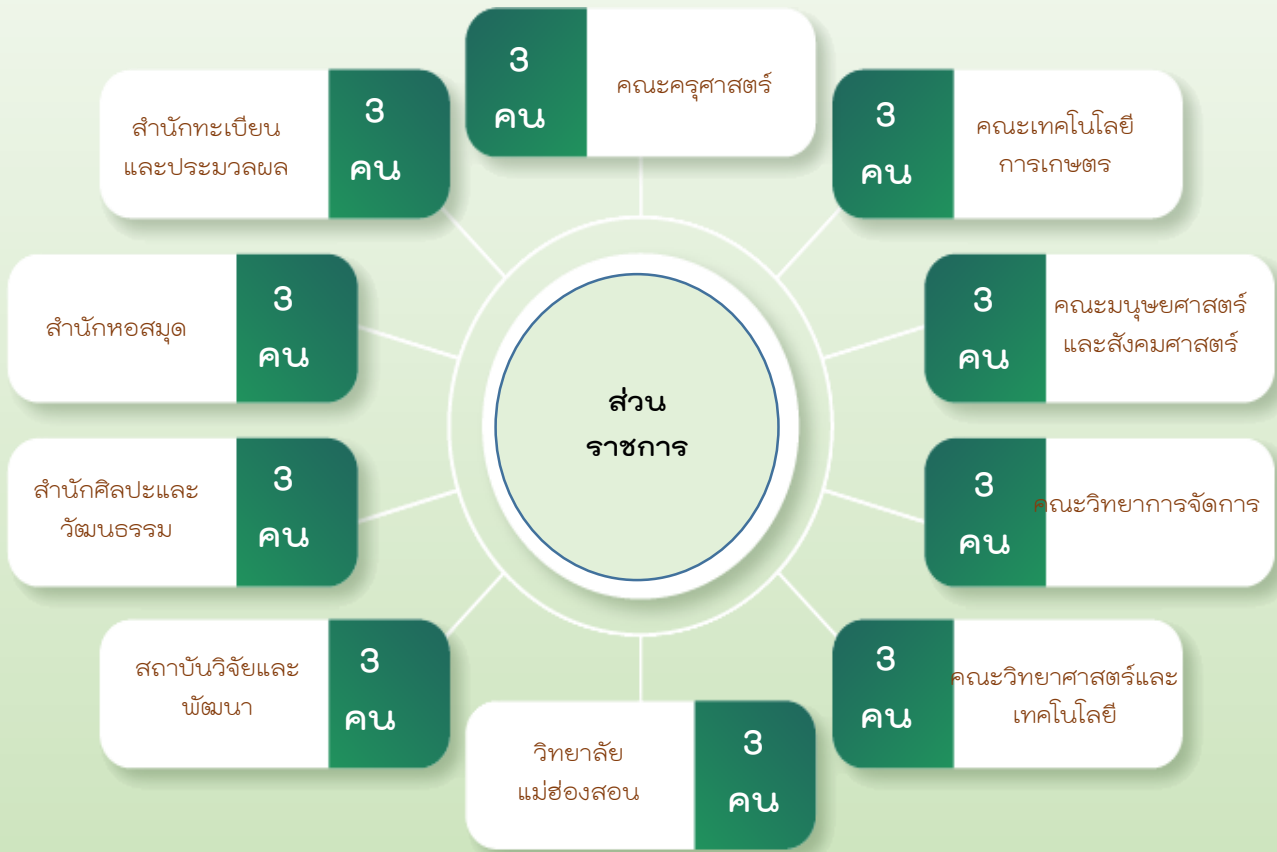 3
คน
คณะครุศาสตร์
3
คน
คณะเทคโนโลยี
การเกษตร
3
คน
คณะมนุษยศาสตร์
และสังคมศาสตร์
3
คน
คณะวิทยาการจัดการ
3
คน
คณะวิทยาศาสตร์และ
เทคโนโลยี
วิทยาลัย
แม่ฮ่องสอน
3
คน
สถาบันวิจัยและ
พัฒนา
3
คน
สำนักศิลปะและ
วัฒนธรรม
3
คน
สำนักหอสมุด
3
คน
สำนักทะเบียน
และประมวลผล
3
คน
ส่วน
ราชการ